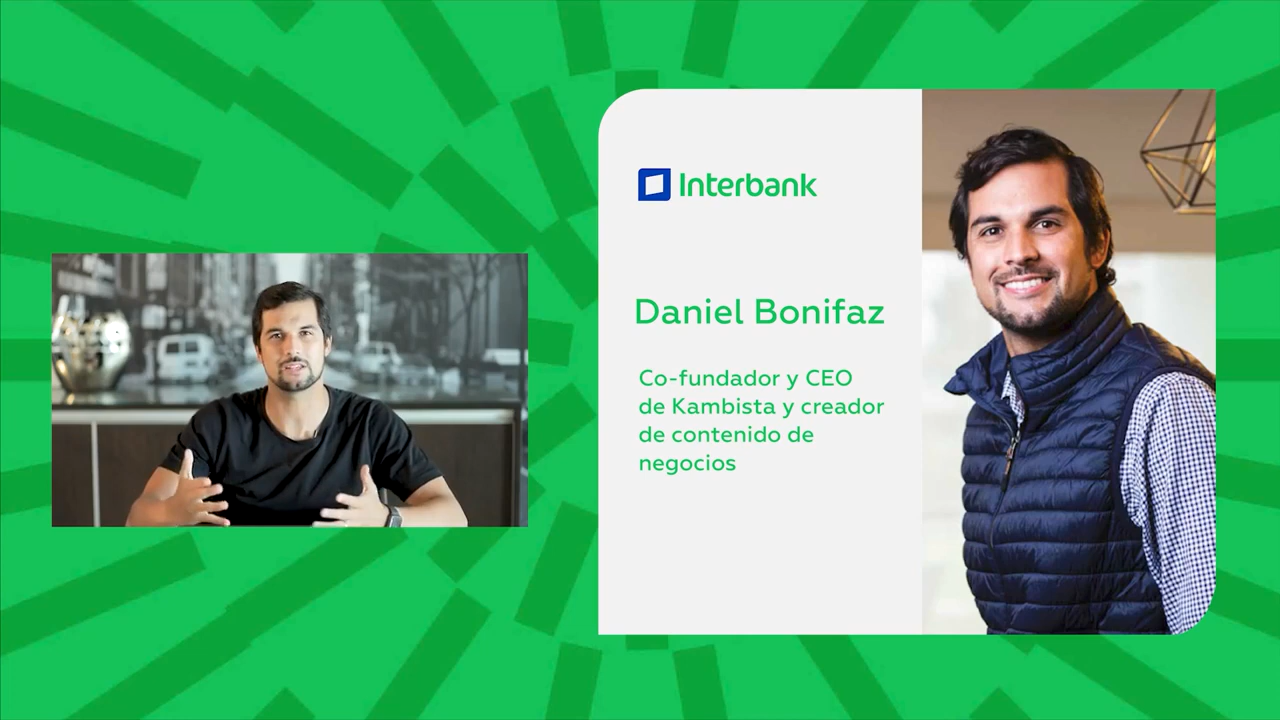 Interbank
Daniel Bonifaz
Co-fundador y CEO
de Kambista y creador
de contenido de
negocios